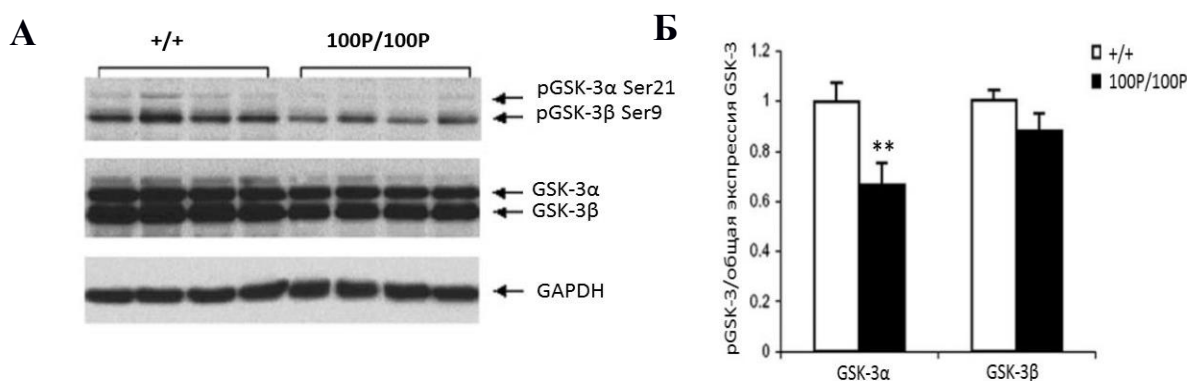 А
+/+
100P/100P
pGSK-3α Ser21
pGSK-3β Ser9
GSK-3α
GSK-3β
GAPDH
Б
pGSK-3/общая экспрессия GSK-3
1.2
1
0.8
0.6
0.4
0.2
0
**
GSK-3α
GSK-3β
+/+
100P/100P